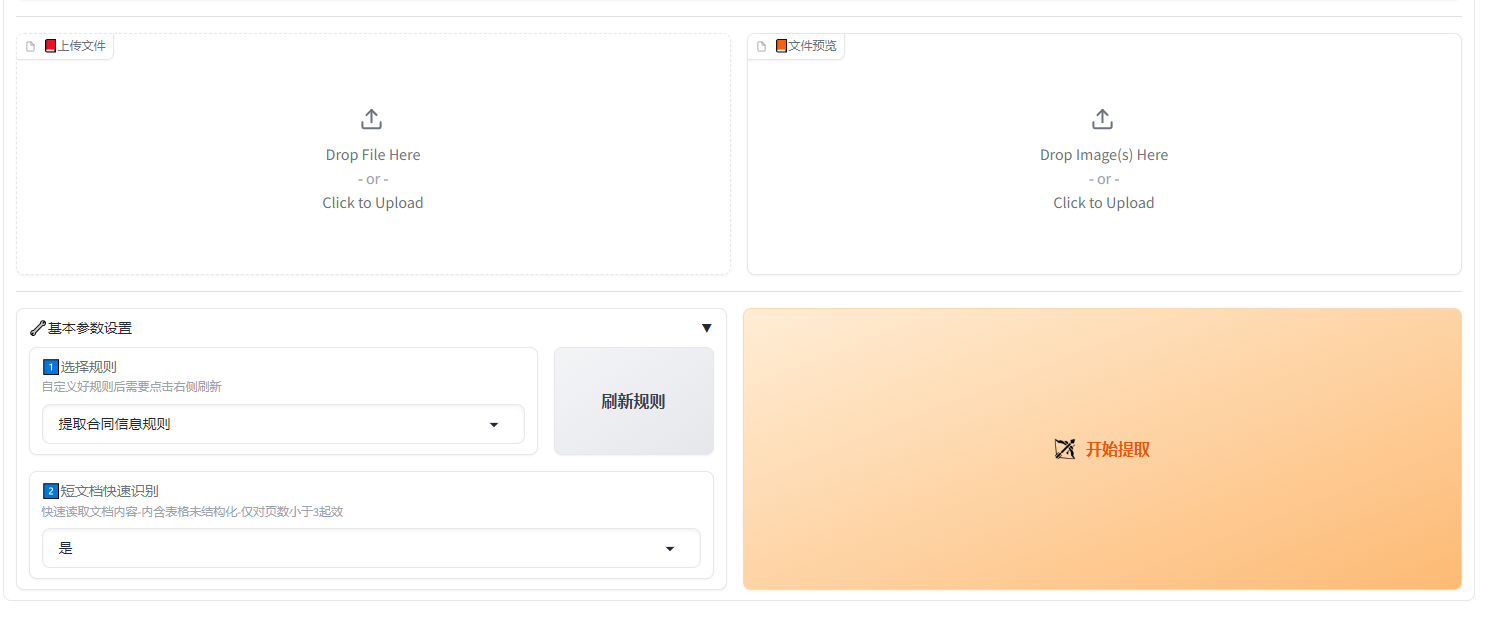 上传文件
文件预览
Drop File Here
- or -
Click to Upload
Drop Image(s) Here
- or -
Click to Upload
基本参数设置
1选择规则
自定义好规则后需要点击右侧刷新
提取合同信息规则
刷新规则
2短文档快速识别
快速读取文档内容-内含表格未结构化-仅对页数小于3起效
是
开始提取